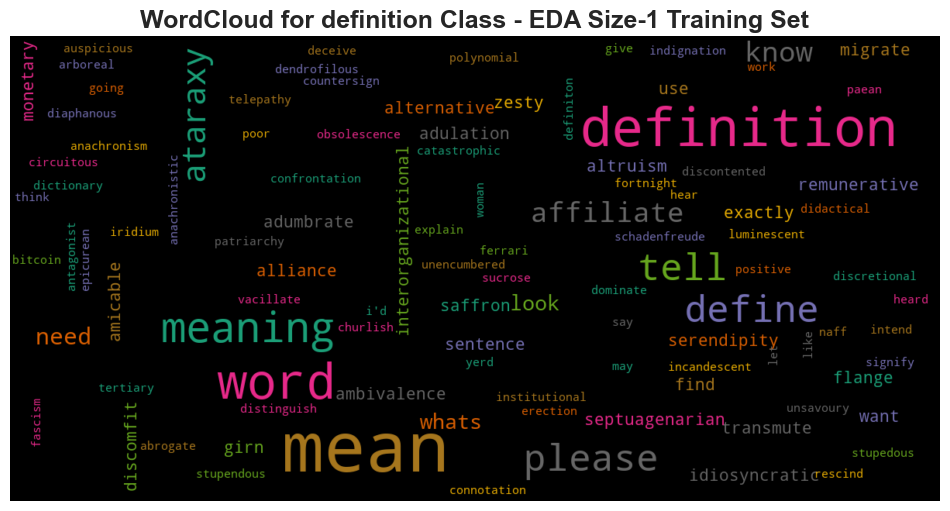 WordCloud for definition Class - EDA Size-1 Training Set
auspicious
deceive
give
indignation
know
migrate
arboreal
monetary
dendrofilous
polynomial
work
going
countersign
use
paean
ataraxy
telepathy
alternative
zesty
definiton
definition
diaphanous
poor
obsolescence
adulation
anachronism
catastrophic
circuitous
altruism
discontented
dictionary
confrontation
fortnight
remunerative
think
anachronistic
interorganizational
woman
hear
adumbrate
affiliate
exactly
didactical
iridium
explain
patriarchy
schadenfreude
luminescent
antagonist
epicurean
ferrari
bitcoin
unencumbered
tell
positive
amicable
alliance
sucrose
discretional
dominate
vacillate
saffron
look
define
heard
i'd
meaning
churlish
say
need
sentence
serendipity
let
like
naff
intend
yerd
may
incandescent
signify
word
find
flange
tertiary
ambivalence
institutional
distinguish
erection
unsavoury
fascism
discomfit
whats
septuagenarian
want
transmute
abrogate
girn
mean
please
stupedous
stupendous
idiosyncratic
rescind
connotation